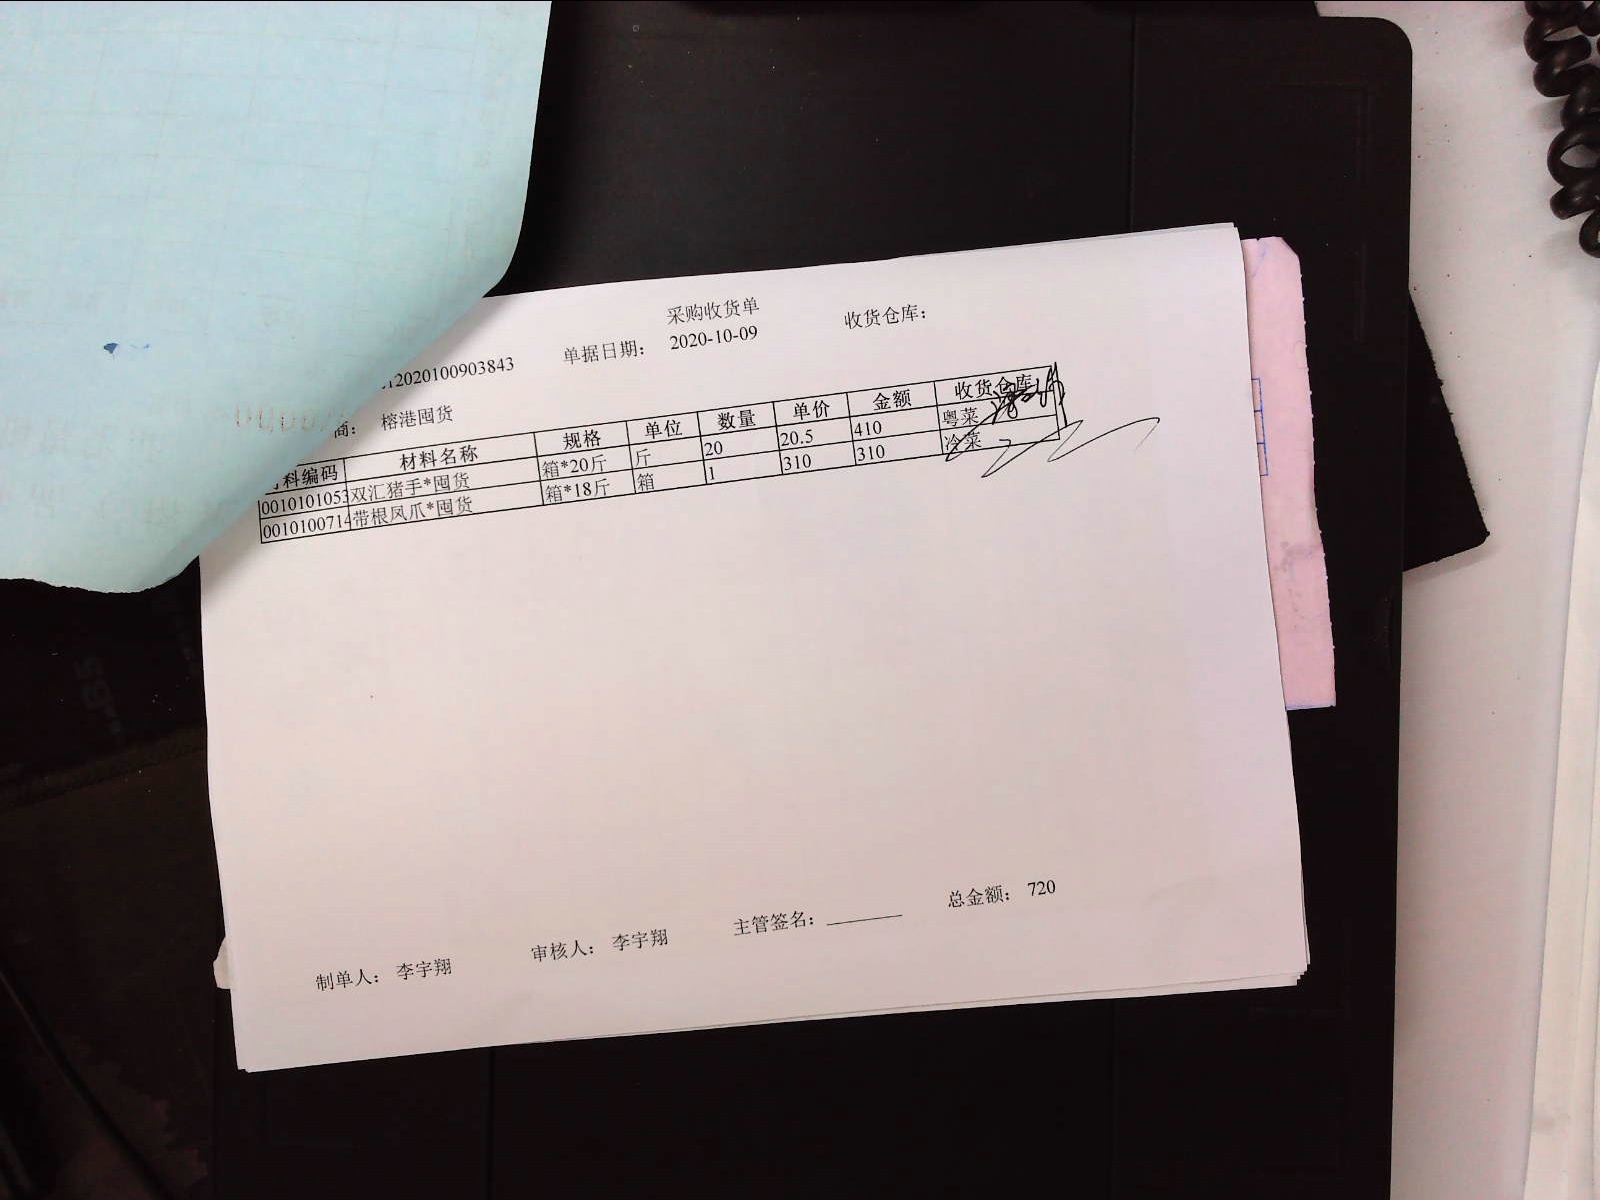 采购收货单
12020100903843 单据日期: 2020-10-09 收货仓库:
商: 榕港囤货
料编码 材料名称 规格 单位 数量 单价 金额 收货仓库
0010101053 双汇猪手*囤货 箱*20斤 斤 20 20.5 410 粤菜
0010100714 带根凤爪*囤货 箱*18斤 箱 1 310 310 冷菜
总金额: 720
制单人: 李宇翔 审核人: 李宇翔 主管签名: